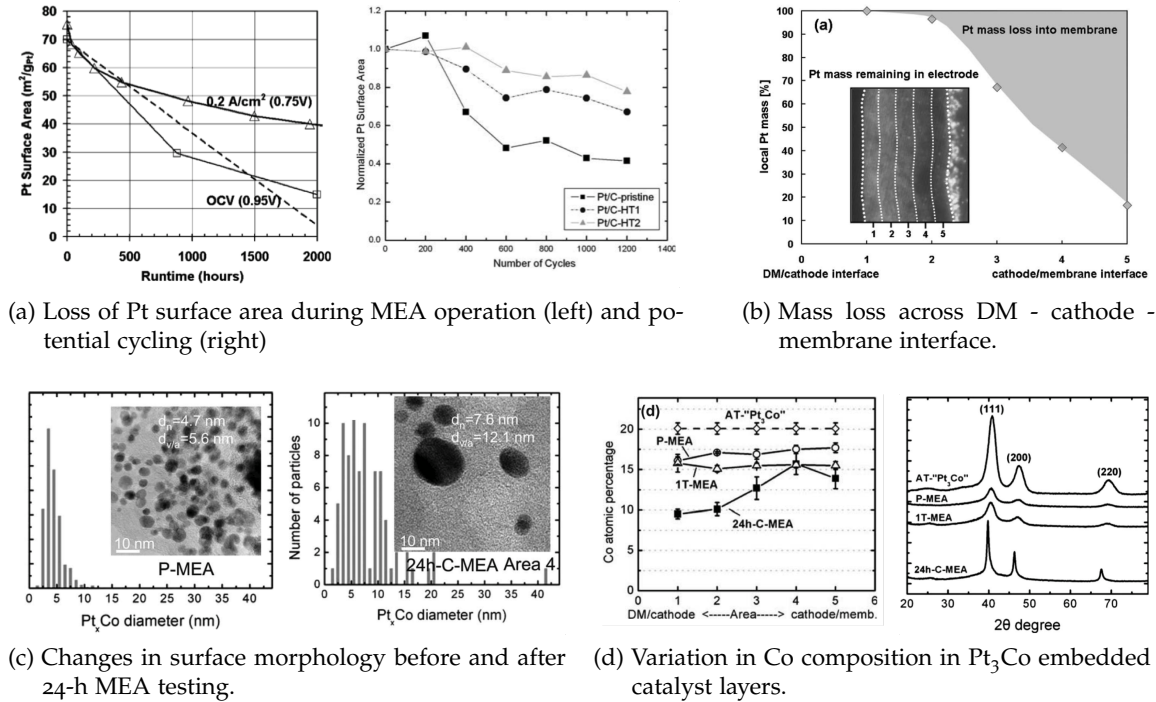 80
70
60
50
40
30
20
10
0
Pt Surface Area (m²/gPt)
0.2 A/cm² (0.75V)
OCV (0.95V)
0 500 1000 1500 2000
Runtime (hours)
1.2
1.0
0.8
0.6
0.4
0.2
0.0
Normalized Pt Surface Area
Pt/C-pristine
Pt/C-HT1
Pt/C-HT2
0 200 400 600 800 1000 1200 1400
Number of Cycles
(a) Loss of Pt surface area during MEA operation (left) and po-
tential cycling (right)
(a)
100
90
80
70
60
50
40
30
20
10
0
local Pt mass [%]
Pt mass loss into membrane
Pt mass remaining in electrode
1 2 3 4 5
0 1 2 3 4 5
DM/cathode interface
cathode/membrane interface
(b) Mass loss across DM - cathode -
membrane interface.
dn=4.7 nm
dv/a=5.6 nm
10 nm
P-MEA
0 5 10 15 20 25 30 35 40
PtxCo diameter (nm)
10
8
6
4
2
0
Number of particles
dn=7.6 nm
dv/a=12.1 nm
10 nm
24h-C-MEA Area 4.
0 5 10 15 20 25 30 35 40
PtxCo diameter (nm)
(c) Changes in surface morphology before and after
24-h MEA testing.
(d)
20
15
10
5
0
Co atomic percentage
AT-"Pt3Co"
P-MEA
1T-MEA
24h-C-MEA
0 1 2 3 4 5 6
DM/cathode <-----Area-----> cathode/memb.
(111)
(200)
(220)
AT-"Pt3Co"
P-MEA
1T-MEA
24h-C-MEA
20 30 40 50 60 70
2θ degree
(d) Variation in Co composition in Pt3Co embedded
catalyst layers.